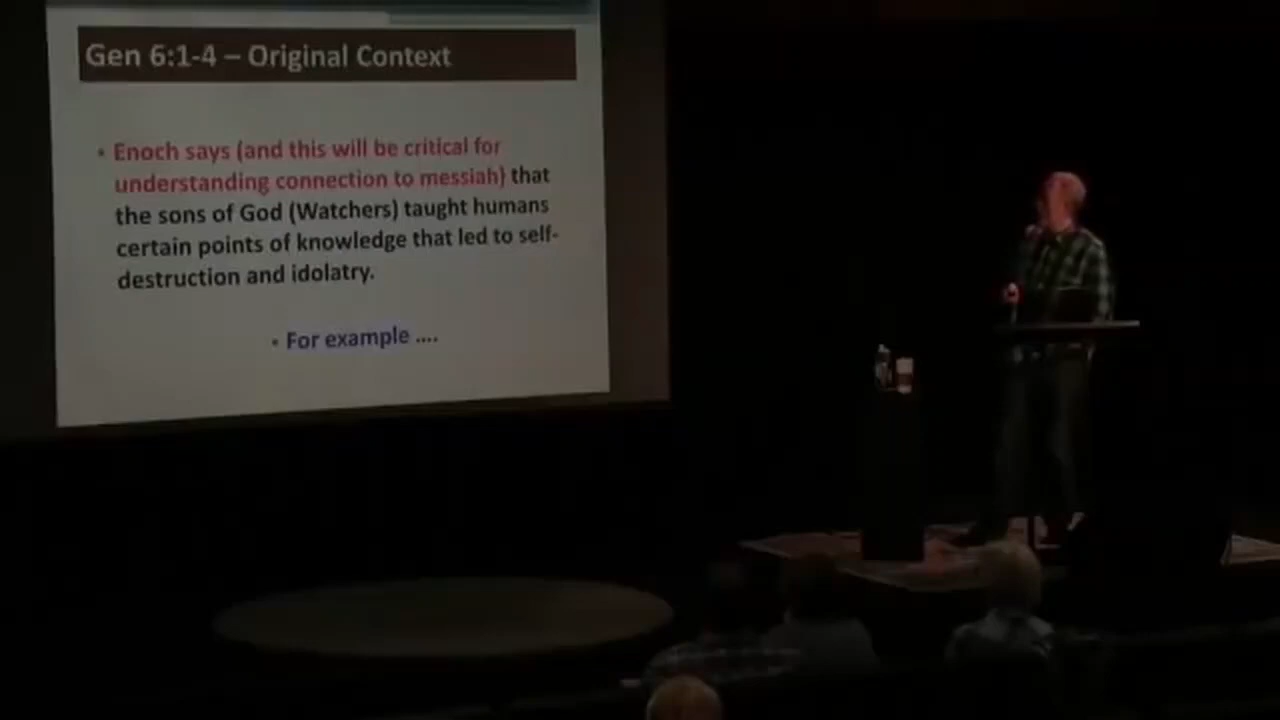 Gen 6:1-4 – Original Context
• Enoch says (and this will be critical for
understanding connection to messiah) that
the sons of God (Watchers) taught humans
certain points of knowledge that led to self-
destruction and idolatry.
• For example ....